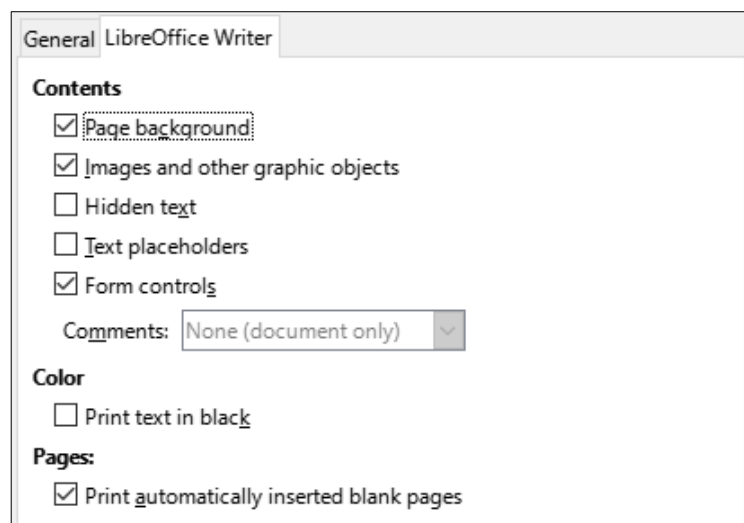 General LibreOffice Writer
Contents
Page background
Images and other graphic objects
Hidden text
Text placeholders
Form controls
Comments: None (document only)
Color
Print text in black
Pages:
Print automatically inserted blank pages